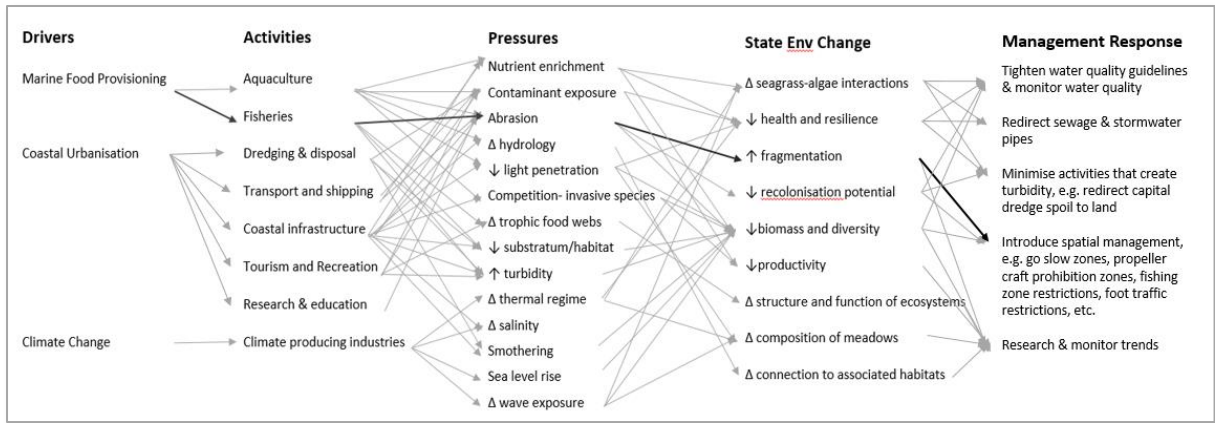 Drivers
Marine Food Provisioning
Coastal Urbanisation
Climate Change
Activities
Aquaculture
Fisheries
Dredging & disposal
Transport and shipping
Coastal infrastructure
Tourism and Recreation
Research & education
Climate producing industries
Pressures
Nutrient enrichment
Contaminant exposure
Abrasion
Δ hydrology
↓ light penetration
Competition- invasive species
Δ trophic food webs
↓ substratum/habitat
↑ turbidity
Δ thermal regime
Δ salinity
Smothering
Sea level rise
Δ wave exposure
State Env Change
Δ seagrass-algae interactions
↓ health and resilience
↑ fragmentation
↓ recolonisation potential
↓biomass and diversity
↓productivity
Δ structure and function of ecosystems
Δ composition of meadows
Δ connection to associated habitats
Management Response
Tighten water quality guidelines
& monitor water quality
Redirect sewage & stormwater
pipes
Minimise activities that create
turbidity, e.g. redirect capital
dredge spoil to land
Introduce spatial management,
e.g. go slow zones, propeller
craft prohibition zones, fishing
zone restrictions, foot traffic
restrictions, etc.
Research & monitor trends